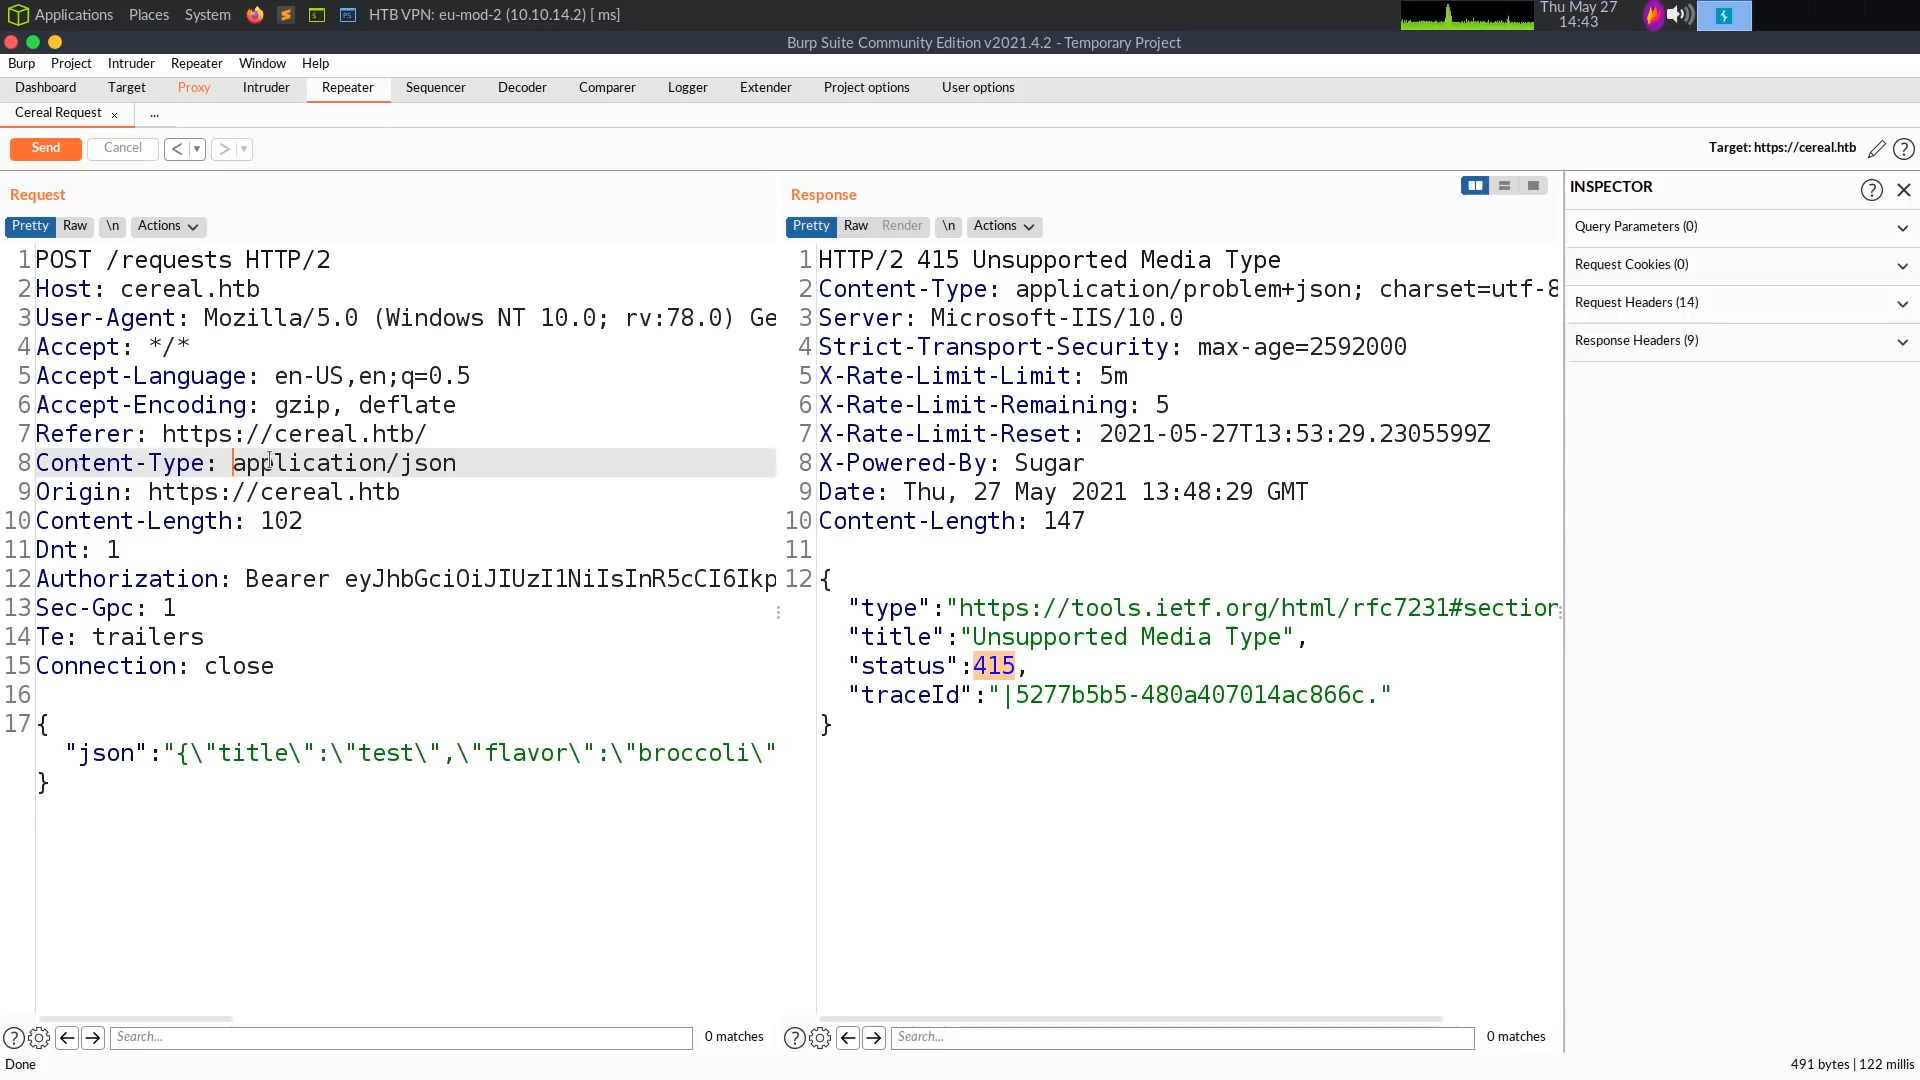 Applications Places System HTB VPN: eu-mod-2 (10.10.14.2) [ ms] Thu May 27
14:43
Burp Suite Community Edition v2021.4.2 - Temporary Project
Burp Project Intruder Repeater Window Help
Dashboard Target Proxy Intruder Repeater Sequencer Decoder Comparer Logger Extender Project options User options
Cereal Request × ...
Send Cancel < ▾ > ▾ Target: https://cereal.htb ?
Request
Pretty Raw \n Actions
1 POST /requests HTTP/2
2 Host: cereal.htb
3 User-Agent: Mozilla/5.0 (Windows NT 10.0; rv:78.0) Ge
4 Accept: */*
5 Accept-Language: en-US,en;q=0.5
6 Accept-Encoding: gzip, deflate
7 Referer: https://cereal.htb/
8 Content-Type: application/json
9 Origin: https://cereal.htb
10 Content-Length: 102
11 Dnt: 1
12 Authorization: Bearer eyJhbGciOiJIUzI1NiIsInR5cCI6Ikp
13 Sec-Gpc: 1
14 Te: trailers
15 Connection: close
16
17 {
"json":"{\"title\":\"test\",\"flavor\":\"broccoli\"
}
? Search... 0 matches
Response
Pretty Raw Render \n Actions
1 HTTP/2 415 Unsupported Media Type
2 Content-Type: application/problem+json; charset=utf-8
3 Server: Microsoft-IIS/10.0
4 Strict-Transport-Security: max-age=2592000
5 X-Rate-Limit-Limit: 5m
6 X-Rate-Limit-Remaining: 5
7 X-Rate-Limit-Reset: 2021-05-27T13:53:29.2305599Z
8 X-Powered-By: Sugar
9 Date: Thu, 27 May 2021 13:48:29 GMT
10 Content-Length: 147
11
12 {
"type":"https://tools.ietf.org/html/rfc7231#section
"title":"Unsupported Media Type",
"status":415,
"traceId":"|5277b5b5-480a407014ac866c."
}
? Search... 0 matches
INSPECTOR ?
Query Parameters (0)
Request Cookies (0)
Request Headers (14)
Response Headers (9)
Done 491 bytes | 122 millis